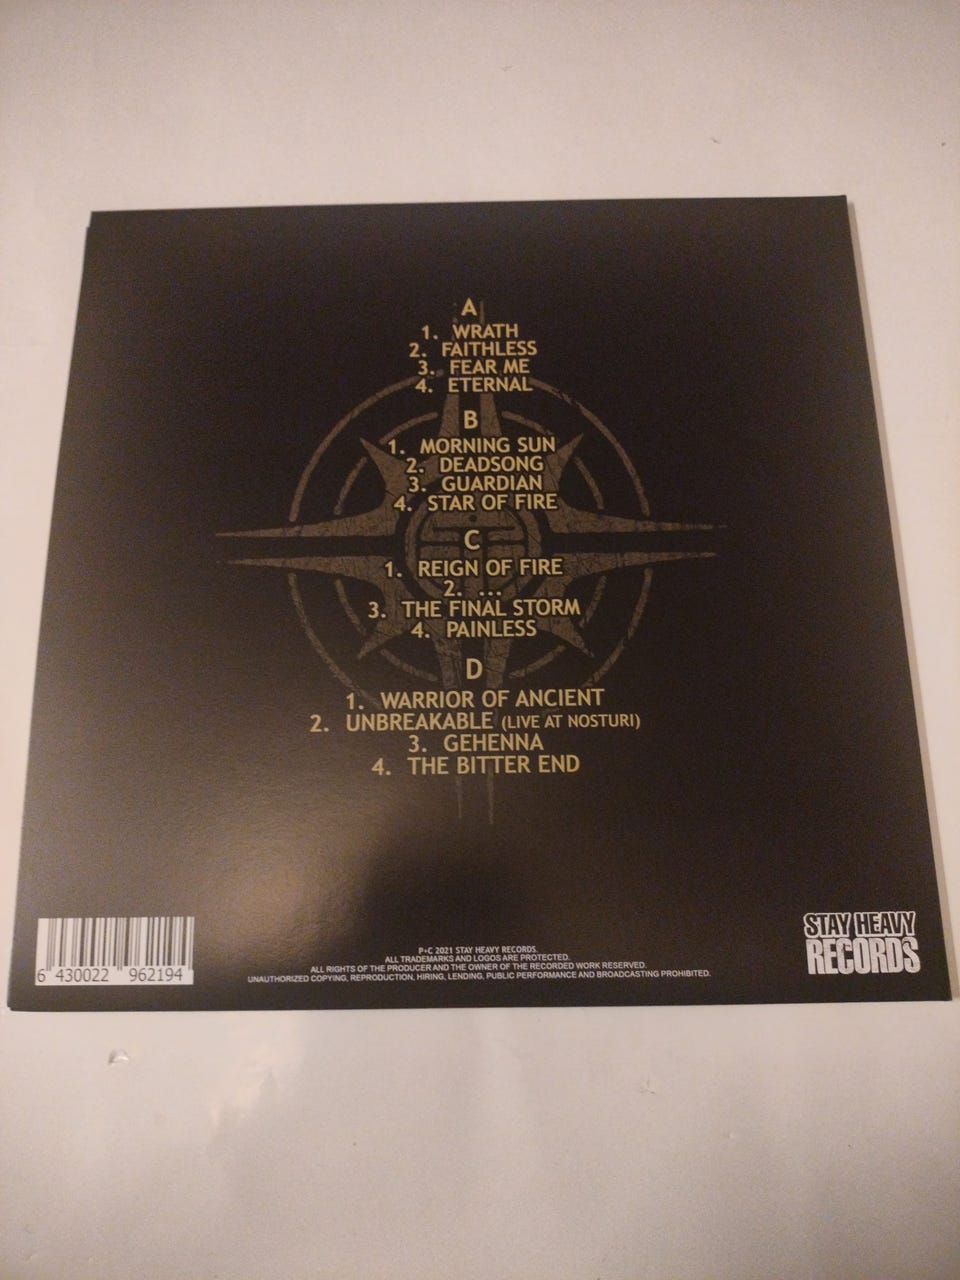 A
1. WRATH
2. FAITHLESS
3. FEAR ME
4. ETERNAL
B
1. MORNING SUN
2. DEADSONG
3. GUARDIAN
4. STAR OF FIRE
C
1. REIGN OF FIRE
2. ...
3. THE FINAL STORM
4. PAINLESS
D
1. WARRIOR OF ANCIENT
2. UNBREAKABLE (LIVE AT NOSTURI)
3. GEHENNA
4. THE BITTER END
STAY HEAVY
RECORDS
P+C 2021 STAY HEAVY RECORDS.
ALL TRADEMARKS AND LOGOS ARE PROTECTED.
ALL RIGHTS OF THE PRODUCER AND THE OWNER OF THE RECORDED WORK RESERVED.
UNAUTHORIZED COPYING, REPRODUCTION, HIRING, LENDING, PUBLIC PERFORMANCE AND BROADCASTING PROHIBITED.
6 430022 962194